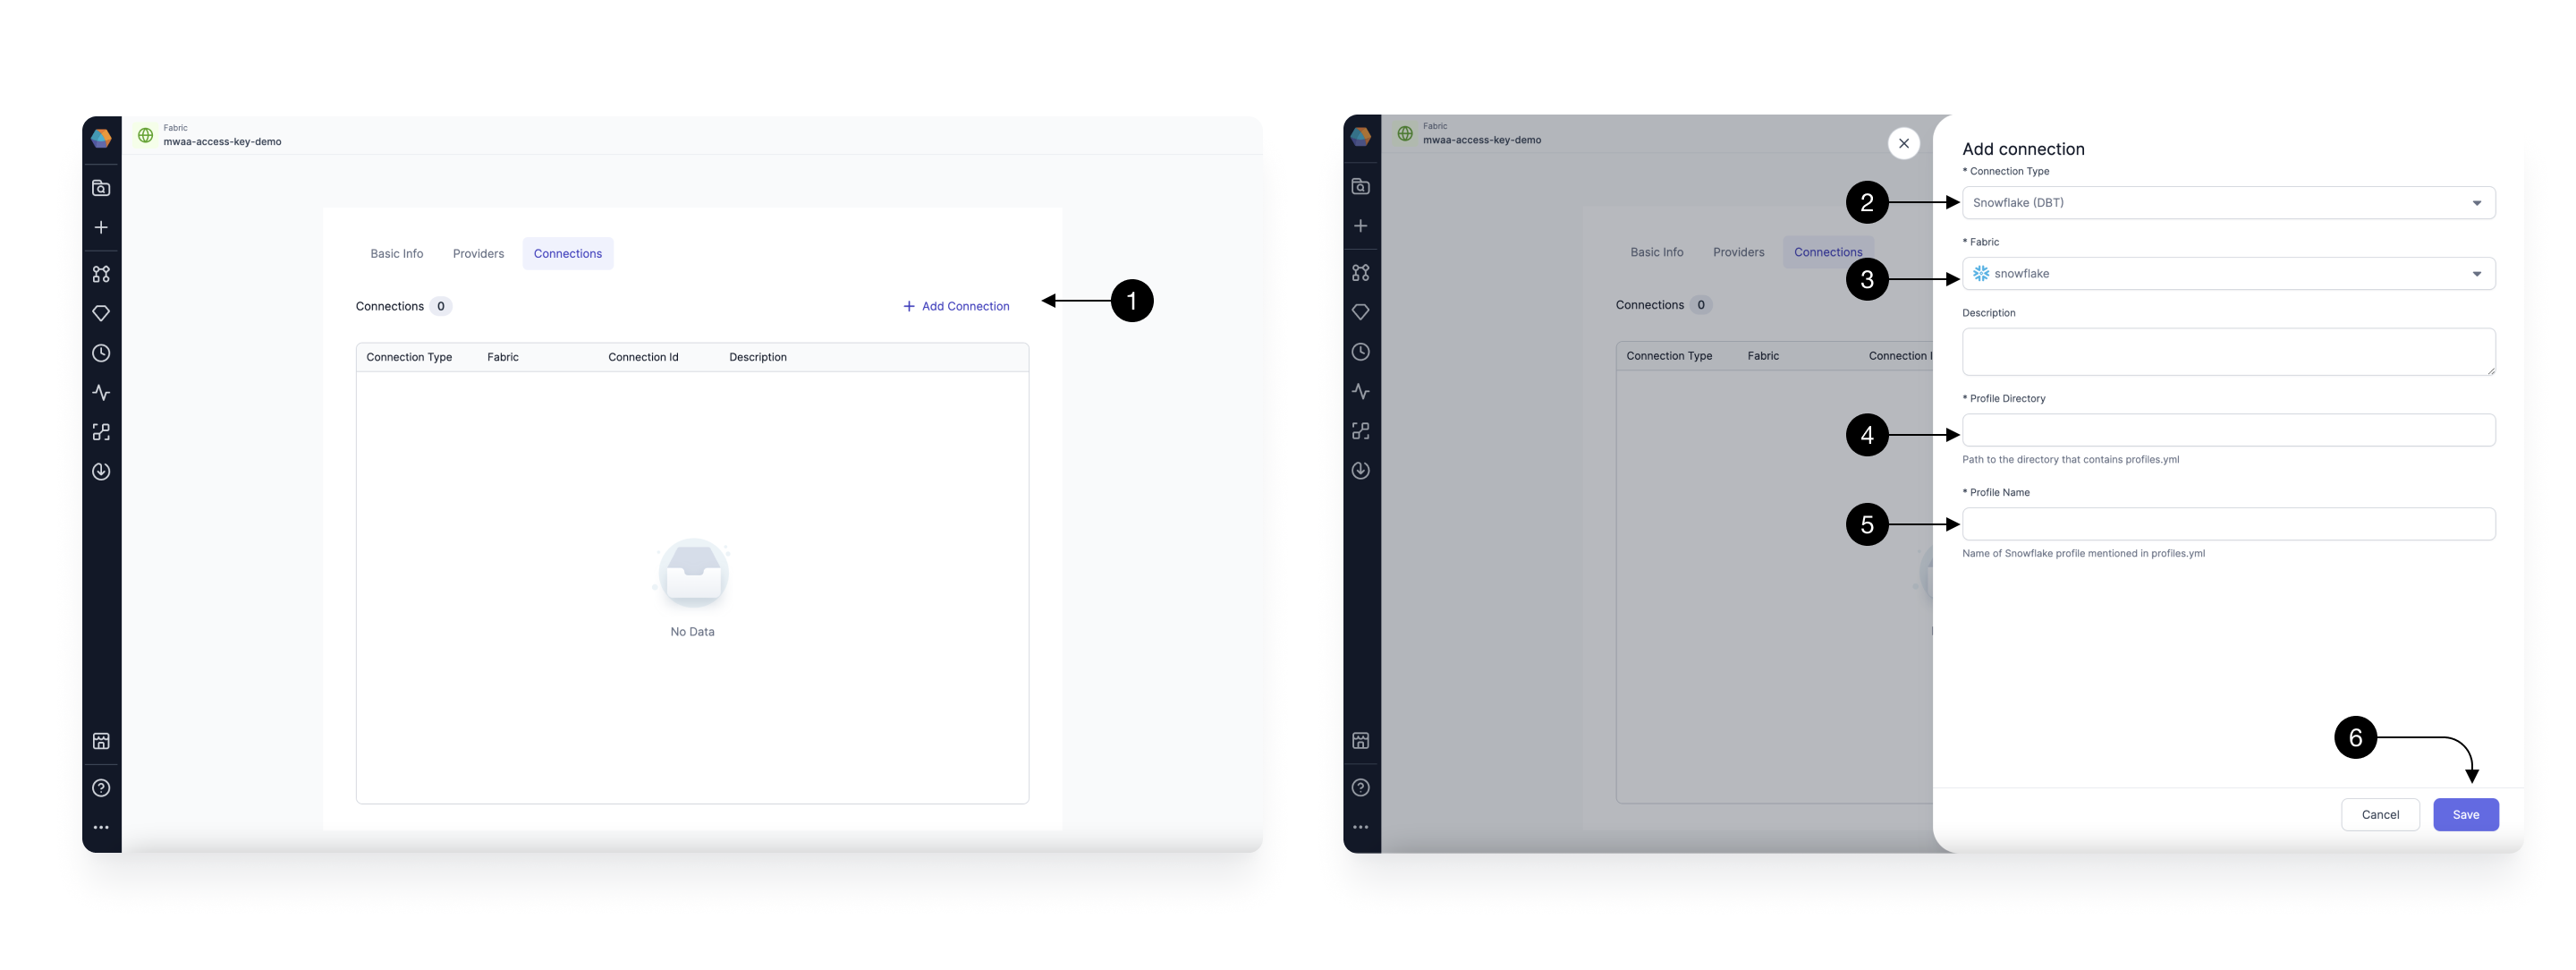 Fabric
mwaa-access-key-demo
Basic Info Providers Connections
Connections 0 + Add Connection 1
Connection Type Fabric Connection Id Description
No Data
Fabric
mwaa-access-key-demo
Basic Info Providers Connections
Connections 0
Connection Type Fabric Connection I
Add connection
* Connection Type
2 Snowflake (DBT)
* Fabric
3 snowflake
Description
* Profile Directory
4
Path to the directory that contains profiles.yml
* Profile Name
5
Name of Snowflake profile mentioned in profiles.yml
6
Cancel Save